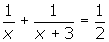 1/x + 1/(x + 3) = 1/2